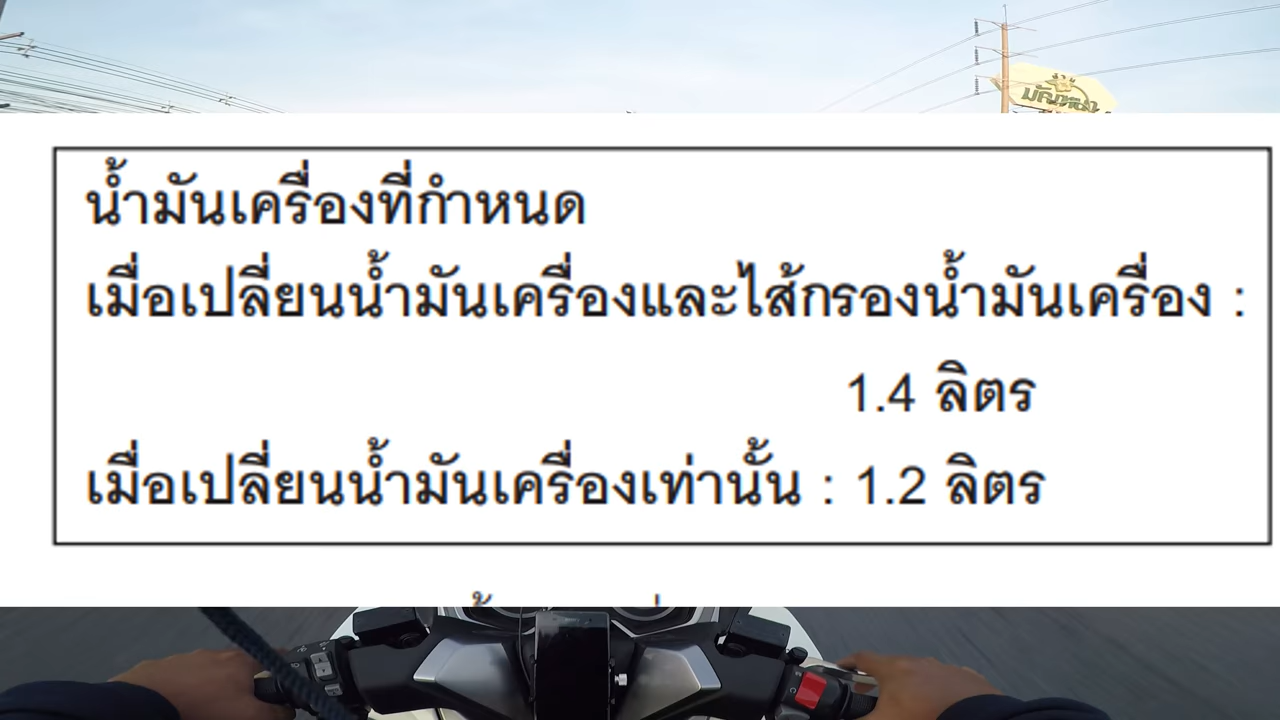 น้ำมันเครื่องที่กำหนด
เมื่อเปลี่ยนน้ำมันเครื่องและไส้กรองน้ำมันเครื่อง :
1.4 ลิตร
เมื่อเปลี่ยนน้ำมันเครื่องเท่านั้น : 1.2 ลิตร